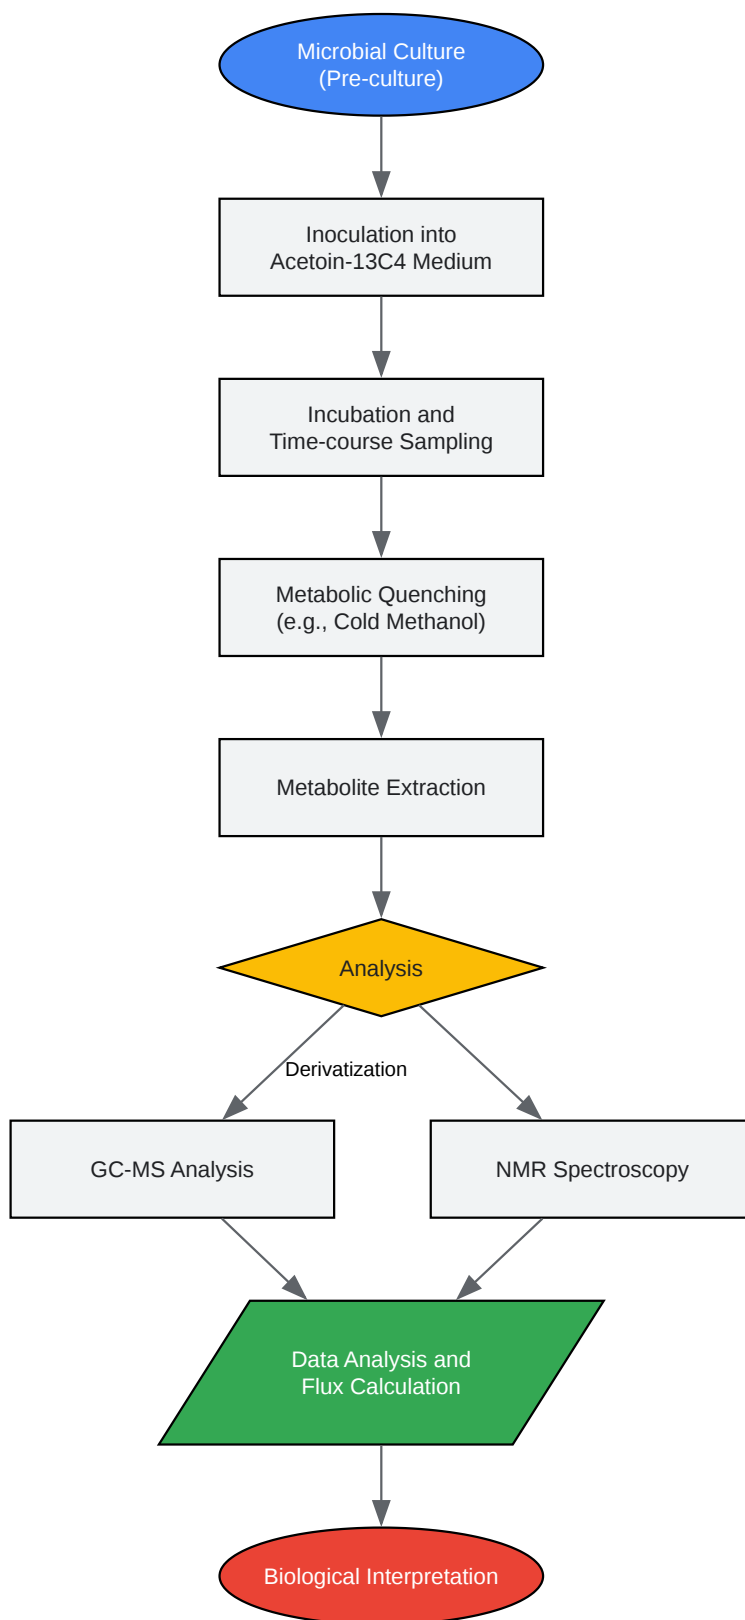 Microbial Culture
(Pre-culture)
Inoculation into
Acetoin-13C4 Medium
Incubation and
Time-course Sampling
Metabolic Quenching
(e.g., Cold Methanol)
Metabolite Extraction
Analysis
Derivatization
GC-MS Analysis
NMR Spectroscopy
Data Analysis and
Flux Calculation
Biological Interpretation